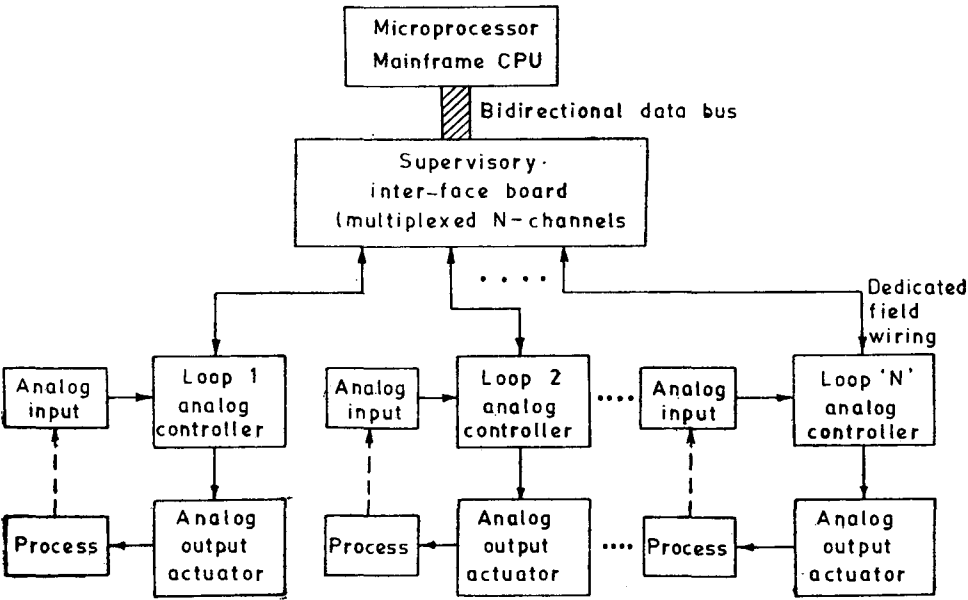 Microprocessor
Mainframe CPU
Bidirectional data bus
Supervisory.
inter-face board
(multiplexed N-channels
Dedicated
field
wiring
Analog
input
Loop 1
analog
controller
Analog
input
Loop 2
analog
controller
Analog
input
Loop 'N'
analog
controller
Process
Analog
output
actuator
Process
Analog
output
actuator
Process
Analog
output
actuator